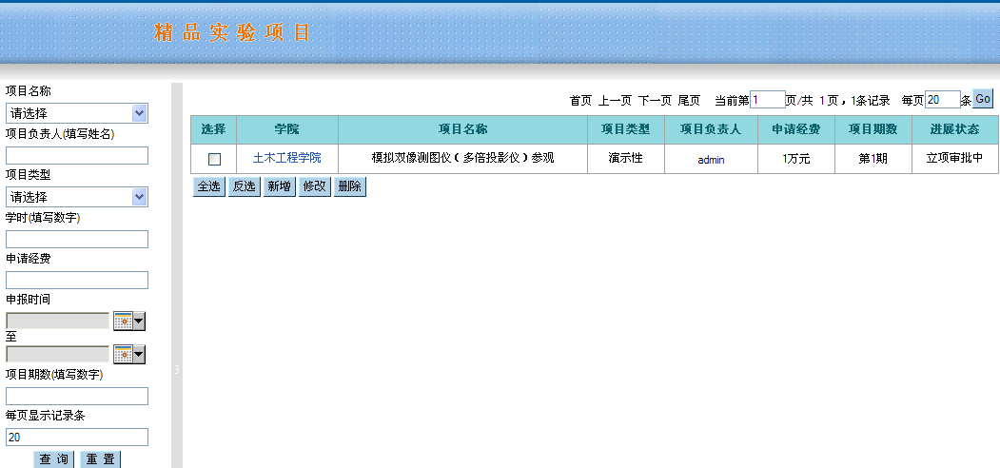 精品实验项目
项目名称
请选择
项目负责人(填写姓名)
项目类型
请选择
学时(填写数字)
申请经费
申报时间
至
项目期数(填写数字)
每页显示记录条
20
查 询 重 置
3
首页 上一页 下一页 尾页 当前第 1 页/共 1 页，1条记录 每页 20 条 Go
选择 学院 项目名称 项目类型 项目负责人 申请经费 项目期数 进展状态
土木工程学院 模拟双像测图仪（多倍投影仪）参观 演示性 admin 1万元 第1期 立项审批中
全选 反选 新增 修改 删除